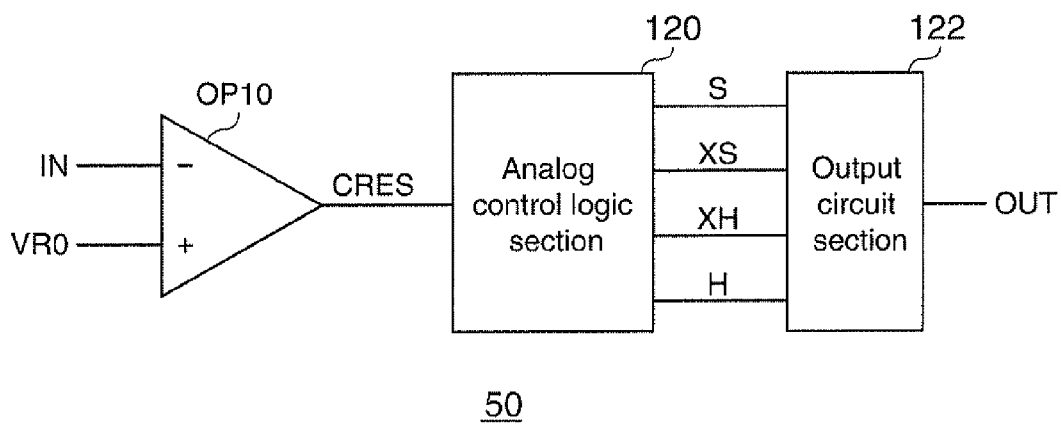 120
122
OP10
IN
−
VR0
+
CRES
Analog
control logic
section
S
XS
XH
H
Output
circuit
section
OUT
50